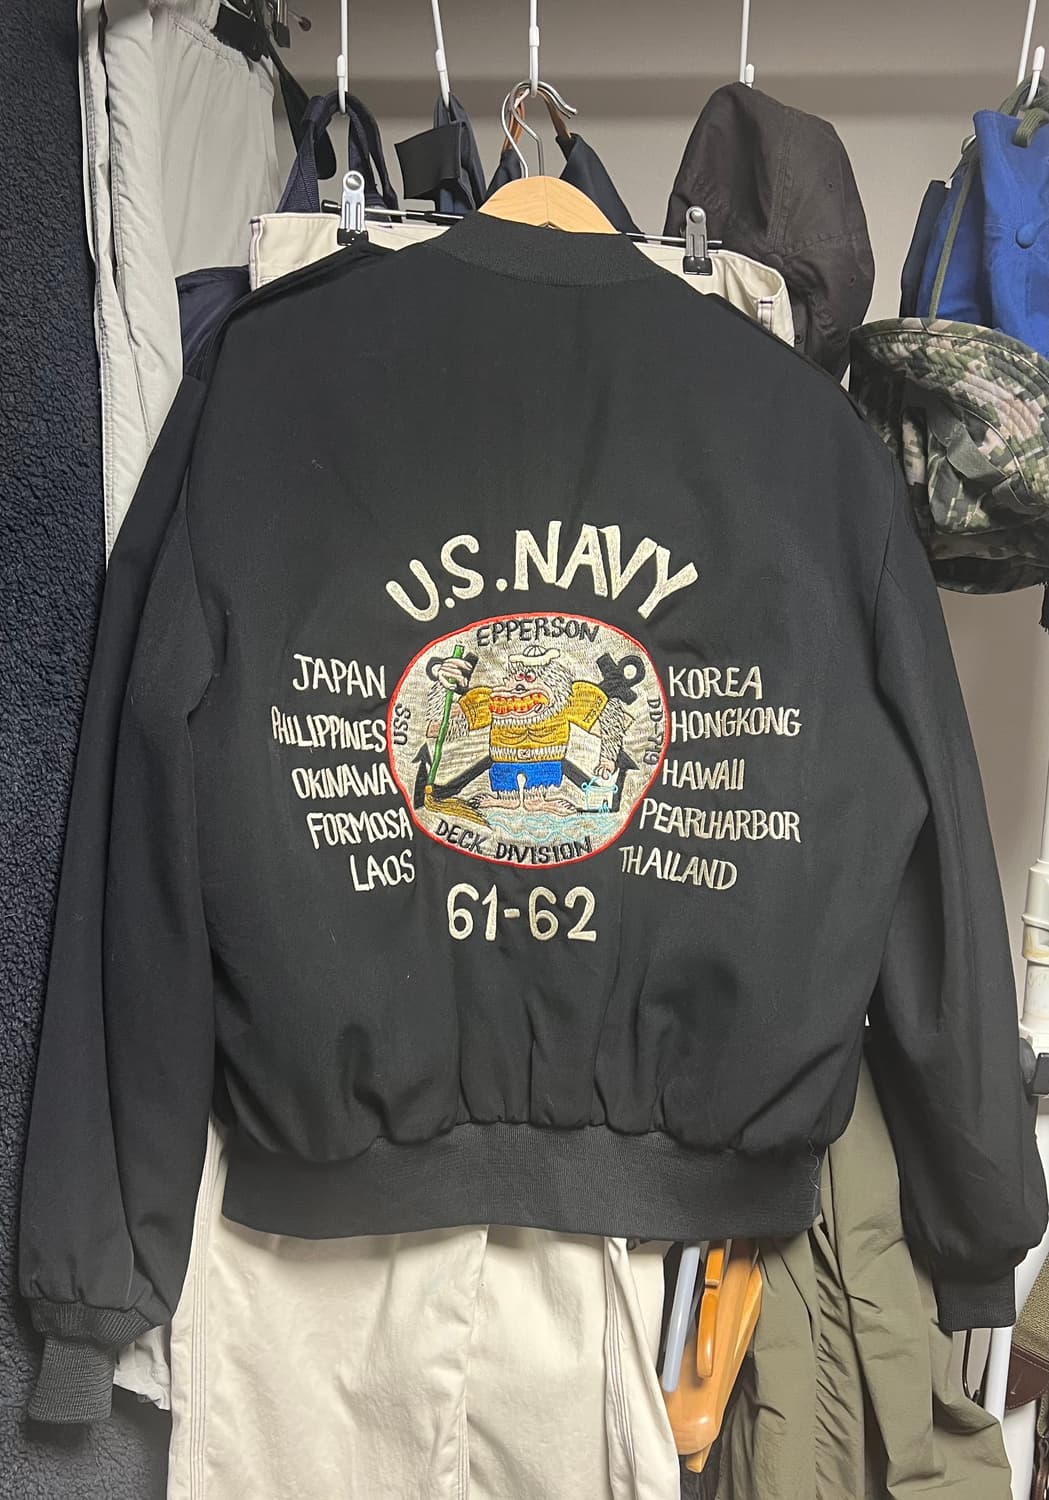 U.S. NAVY
EPPERSON
USS
DD-719
DECK DIVISION
JAPAN
PHILIPPINES
OKINAWA
FORMOSA
LAOS
KOREA
HONGKONG
HAWAII
PEARLHARBOR
THAILAND
61-62